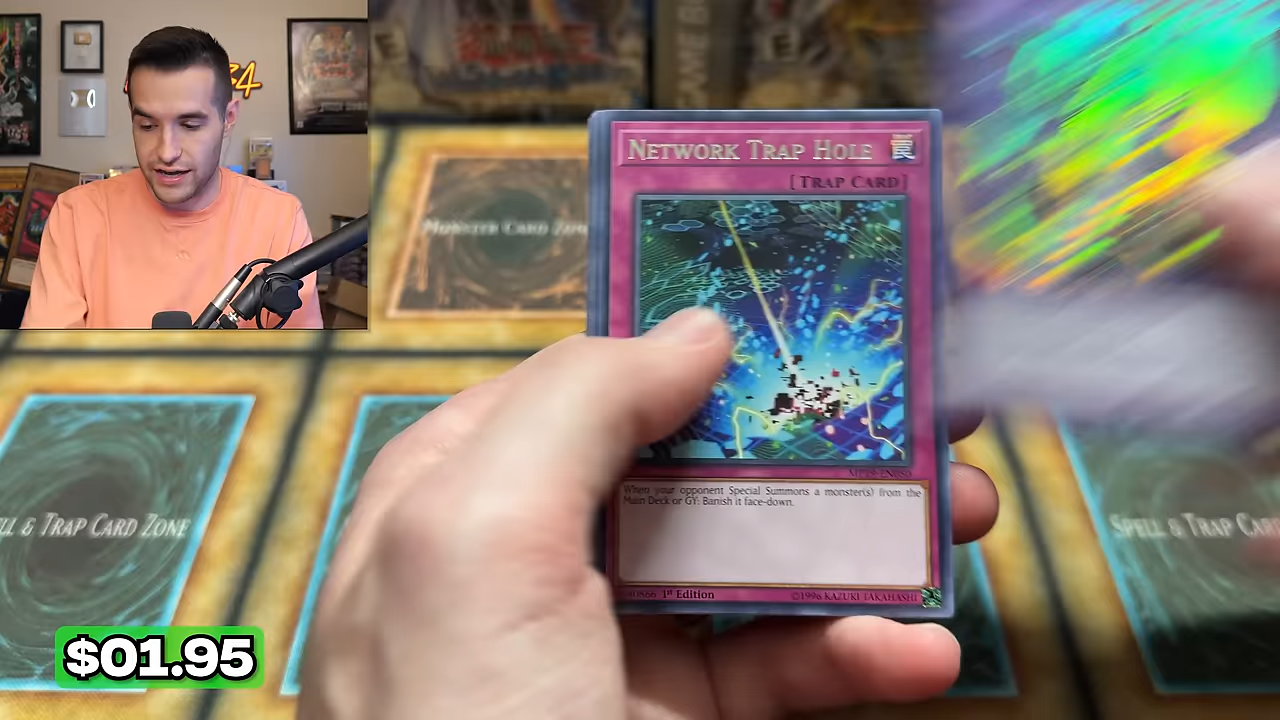 NETWORK TRAP HOLE
[TRAP CARD]
When your opponent Special Summons a monster(s) from the
Main Deck or GY: Banish it face-down.
1st Edition
©1996 KAZUKI TAKAHASHI
MONSTER CARD ZONE
SPELL & TRAP CARD
LL & TRAP CARD ZONE
$01.95